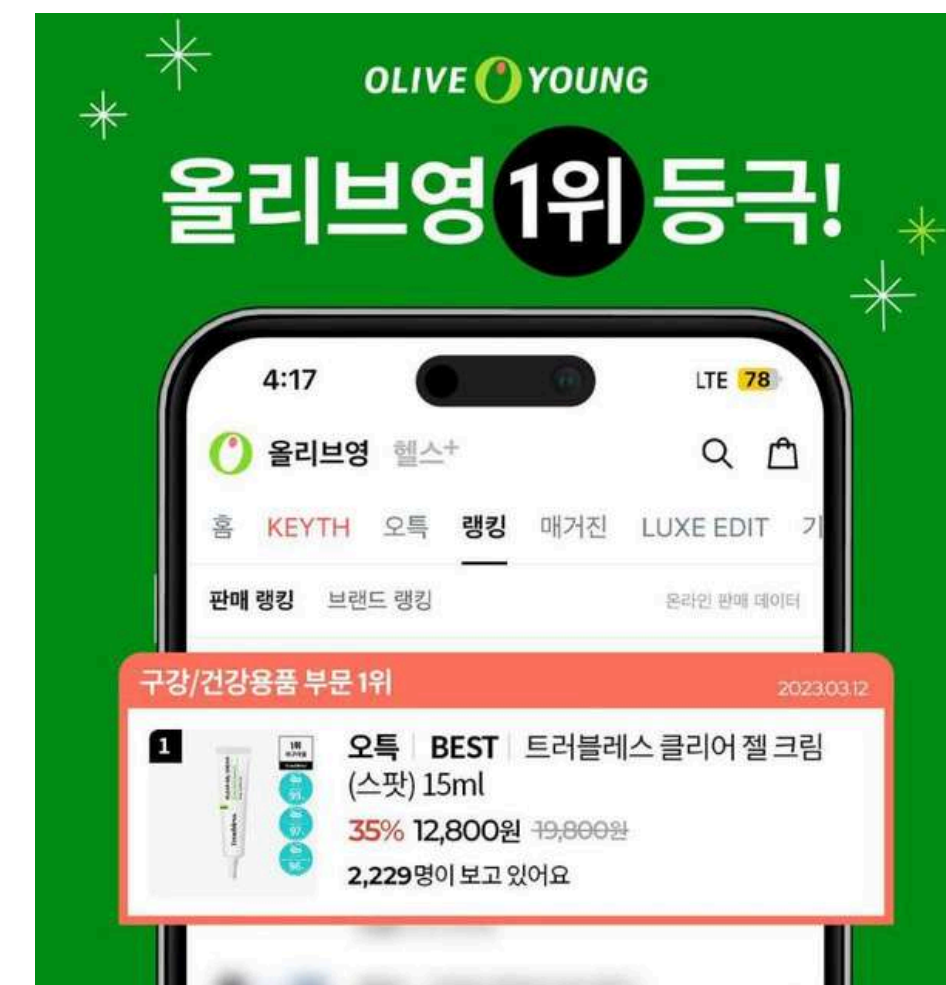 OLIVE YOUNG
올리브영 1위 등극!
4:17 LTE 78
올리브영 헬스+
홈 KEYTH 오특 랭킹 매거진 LUXE EDIT 기
판매 랭킹 브랜드 랭킹 온라인 판매 데이터
구강/건강용품 부문 1위 2023.03.12
1
1위
오특 BEST 트러블레스 클리어 젤 크림
(스팟) 15ml
35% 12,800원 19,800원
2,229명이 보고 있어요